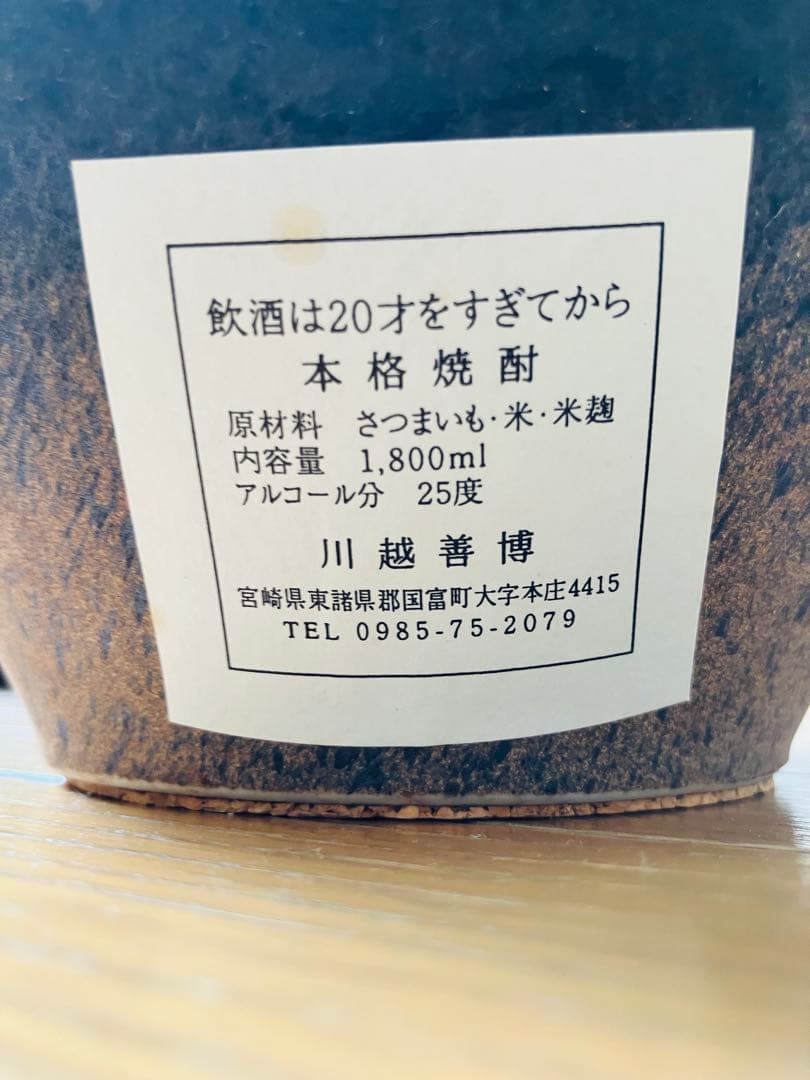 飲酒は20才をすぎてから
本格焼酎
原材料 さつまいも・米・米麹
内容量 1,800ml
アルコール分 25度
川越善博
宮崎県東諸県郡国富町大字本庄4415
TEL 0985-75-2079